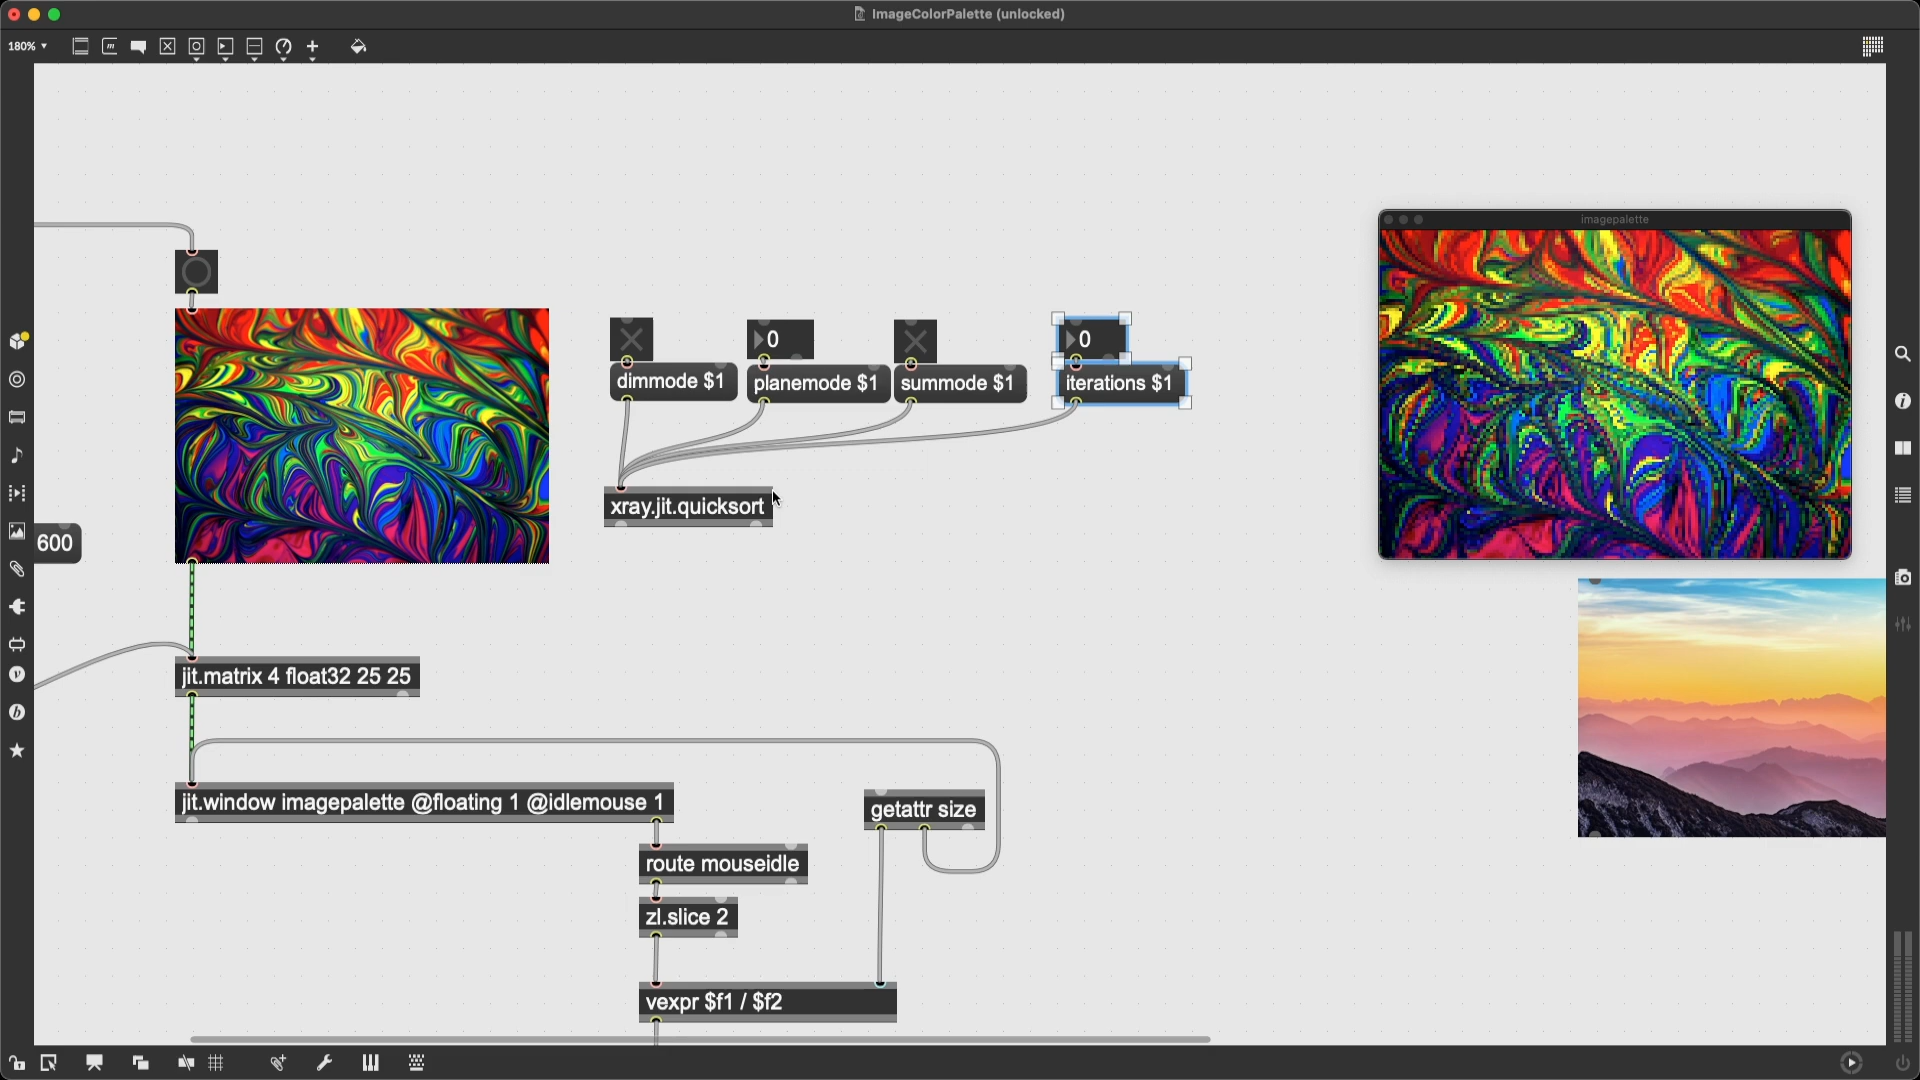 ImageColorPalette (unlocked)
180%
imagepalette
0
0
dimmode $1
planemode $1
summode $1
iterations $1
xray.jit.quicksort
600
jit.matrix 4 float32 25 25
jit.window imagepalette @floating 1 @idlemouse 1
getattr size
route mouseidle
zl.slice 2
vexpr $f1 / $f2